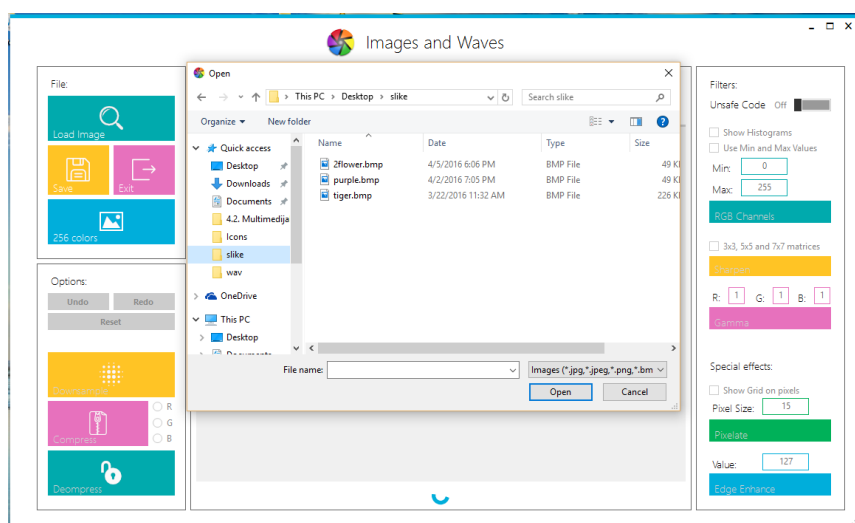 Images and Waves
File:
Load Image
Save
Exit
256 colors
Options:
Undo
Redo
Reset
Compress
R
G
B
Deompress
Open
This PC
Desktop
slike
Search slike
Organize
New folder
Quick access
Desktop
Downloads
Documents
4.2. Multimedija
Icons
slike
wav
OneDrive
This PC
Desktop
Name
Date
Type
Size
2flower.bmp
4/5/2016 6:06 PM
BMP File
49 K
purple.bmp
4/2/2016 7:05 PM
BMP File
49 K
tiger.bmp
3/22/2016 11:32 AM
BMP File
226 K
File name:
Images (*.jpg,*.jpeg,*.png,*.bm
Open
Cancel
Filters:
Unsafe Code
Off
Show Histograms
Use Min and Max Values
Min:
0
Max:
255
RGB Channels
3x3, 5x5 and 7x7 matrices
Sharpen
R:
1
G:
1
B:
1
Gamma
Special effects:
Show Grid on pixels
Pixel Size:
15
Pixelate
Value:
127
Edge Enhance